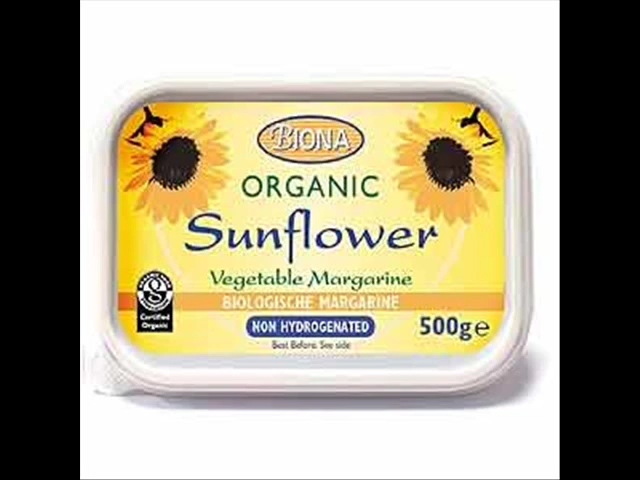 BIONA
ORGANIC
Sunflower
Vegetable Margarine
BIOLOGISCHE MARGARINE
NON HYDROGENATED
500g e
Best Before: See side
Certified
Organic